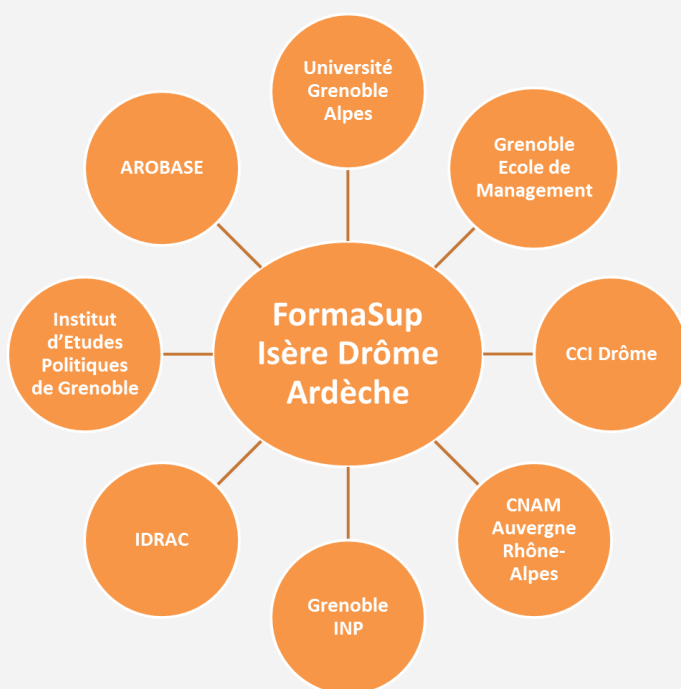 Université
Grenoble
Alpes
Grenoble
Ecole de
Management
CCI Drôme
CNAM
Auvergne
Rhône-
Alpes
Grenoble
INP
IDRAC
Institut
d’Etudes
Politiques
de Grenoble
AROBASE
FormaSup
Isère Drôme
Ardèche